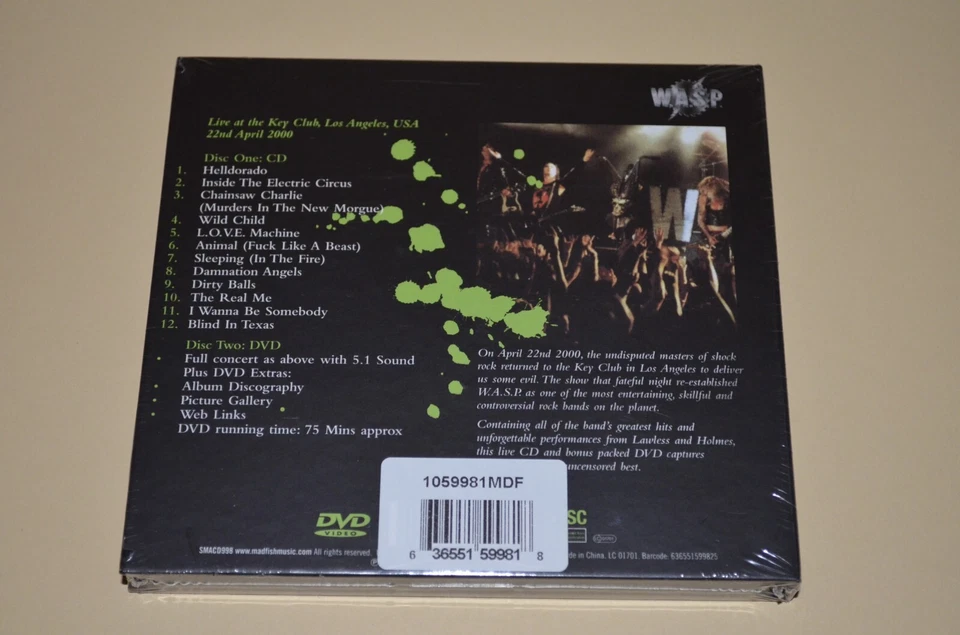 W.A.S.P.
Live at the Key Club, Los Angeles, USA
22nd April 2000
Disc One: CD
1. Helldorado
2. Inside The Electric Circus
3. Chainsaw Charlie
(Murders In The New Morgue)
4. Wild Child
5. L.O.V.E. Machine
6. Animal (Fuck Like A Beast)
7. Sleeping (In The Fire)
8. Damnation Angels
9. Dirty Balls
10. The Real Me
11. I Wanna Be Somebody
12. Blind In Texas
Disc Two: DVD
• Full concert as above with 5.1 Sound
Plus DVD Extras:
• Album Discography
• Picture Gallery
• Web Links
DVD running time: 75 Mins approx
W
On April 22nd 2000, the undisputed masters of shock
rock returned to the Key Club in Los Angeles to deliver
us some evil. The show that fateful night re-established
W.A.S.P. as one of the most entertaining, skillful and
controversial rock bands on the planet.
Containing all of the band's greatest hits and
unforgettable performances from Lawless and Holmes,
this live CD and bonus packed DVD captures
uncensored best.
1059981MDF
6 36551 59981 8
DVD
VIDEO
SC
SMACD998 www.madfishmusic.com All rights reserved.
in China. LC 01701. Barcode: 636551599825